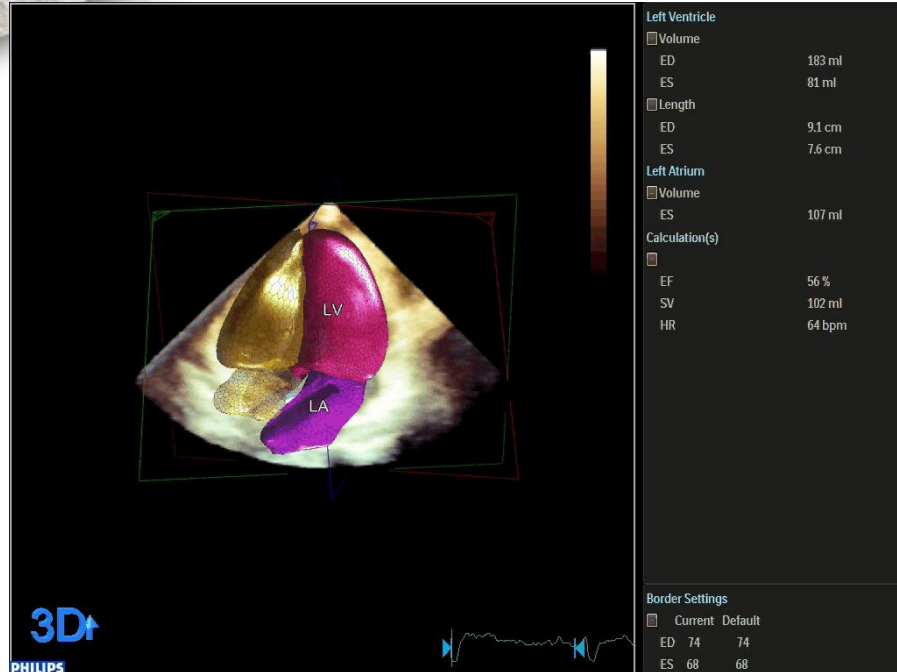 LV
LA
3D
PHILIPS
Left Ventricle
Volume
ED 183 ml
ES 81 ml
Length
ED 9.1 cm
ES 7.6 cm
Left Atrium
Volume
ES 107 ml
Calculation(s)
EF 56 %
SV 102 ml
HR 64 bpm
Border Settings
Current Default
ED 74 74
ES 68 68